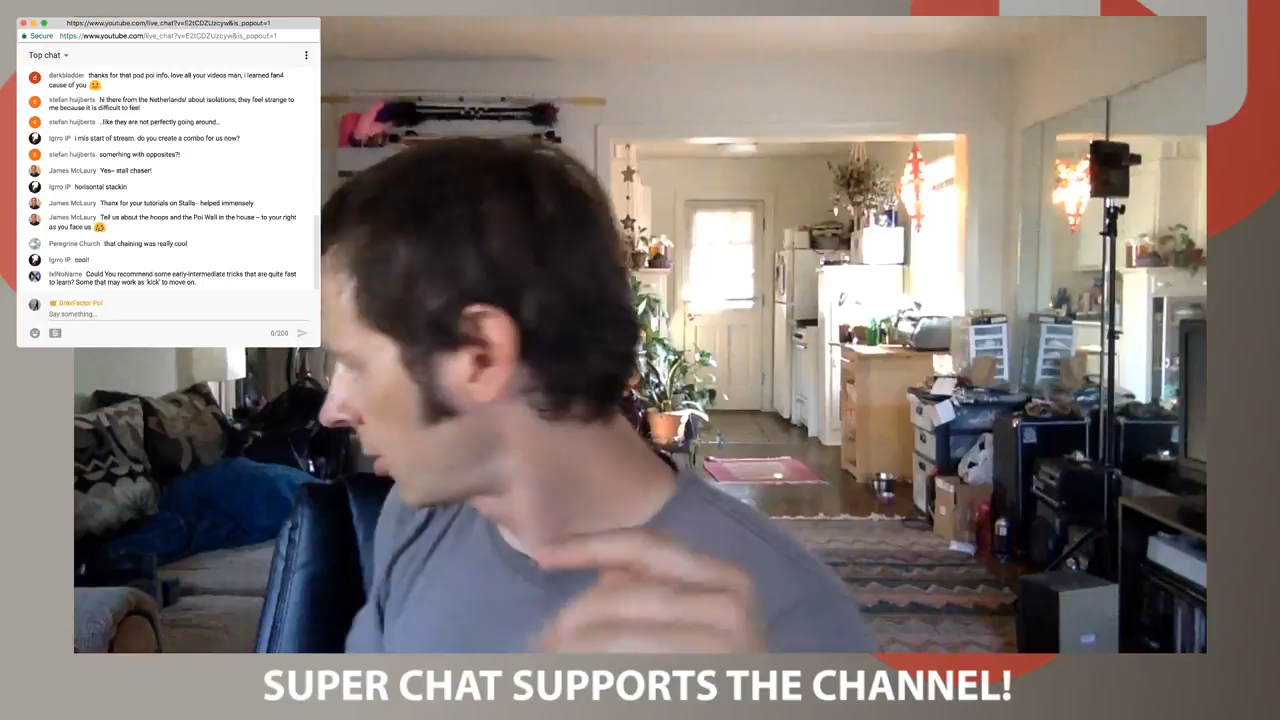 https://www.youtube.com/live_chat?v=E2tCDZUzcyw&is_popout=1
Secure https://www.youtube.com/live_chat?v=E2tCDZUzcyw&is_popout=1
Top chat
darkbladder thanks for that pod poi info. love all your videos man, i learned fan4
cause of you
stefan huijberts hi there from the Netherlands! about isolations; they feel strange to
me because it is difficult to feel
stefan huijberts ..like they are not perfectly going around...
Igrro IP i mis start of stream. do you create a combo for us now?
stefan huijberts somerhing with opposites?!
James McLaury Yes-- stall chaser!
Igrro IP horisontal stackin
James McLaury Thanx for your tutorials on Stalls-- helped immensely
James McLaury Tell us about the hoops and the Poi Wall in the house -- to your right
as you face us
Peregrine Church that chaining was really cool
Igrro IP cool!
IxINoName Could You recommend some early-intermediate tricks that are quite fast
to learn? Some that may work as 'kick' to move on.
DrexFactor Poi
Say something...
0/200
SUPER CHAT SUPPORTS THE CHANNEL!